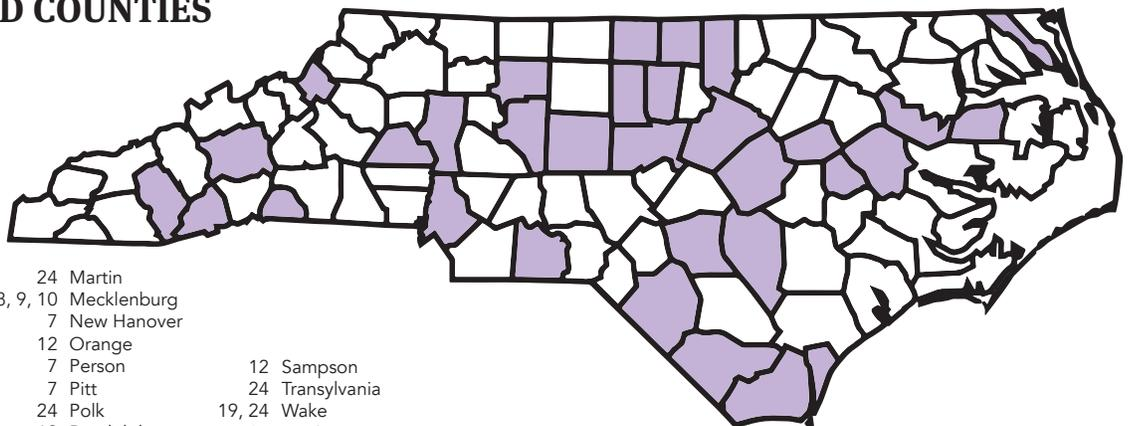 D COUNTIES
24 Martin
8, 9, 10 Mecklenburg
7 New Hanover
12 Orange
7 Person
7 Pitt
24 Polk
12 Sampson
24 Transylvania
19, 24 Wake